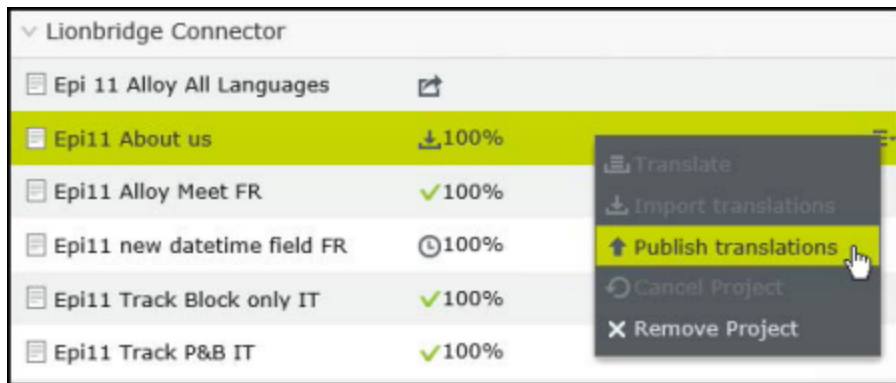 Lionbridge Connector
Epi 11 Alloy All Languages
Epi11 About us 100%
Epi11 Alloy Meet FR 100%
Epi11 new datetime field FR 100%
Epi11 Track Block only IT 100%
Epi11 Track P&B IT 100%
Translate
Import translations
Publish translations
Cancel Project
Remove Project